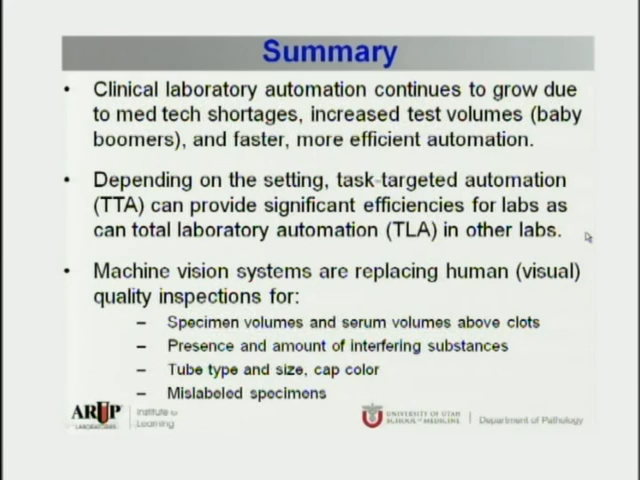 Summary
• Clinical laboratory automation continues to grow due
to med tech shortages, increased test volumes (baby
boomers), and faster, more efficient automation.
• Depending on the setting, task-targeted automation
(TTA) can provide significant efficiencies for labs as
can total laboratory automation (TLA) in other labs.
• Machine vision systems are replacing human (visual)
quality inspections for:
– Specimen volumes and serum volumes above clots
– Presence and amount of interfering substances
– Tube type and size, cap color
– Mislabeled specimens
ARUP
LABORATORIES
Institute for
Learning
UNIVERSITY OF UTAH
SCHOOL OF MEDICINE
Department of Pathology